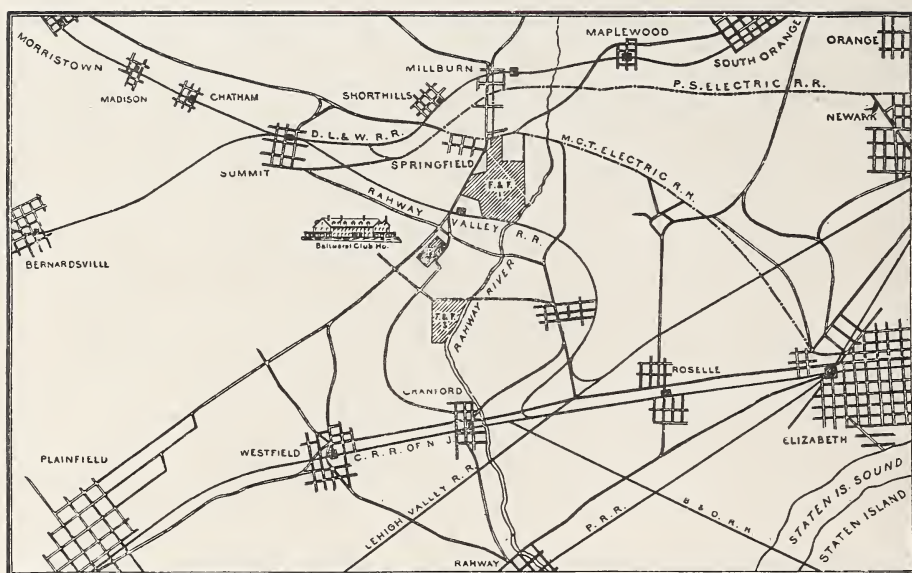 MORRISTOWN
MADISON
CHATHAM
SHORTHILLS
MILLBURN
MAPLEWOOD
SOUTH ORANGE
ORANGE
P.S. ELECTRIC R.R.
NEWARK
D. L. & W. R.R.
SUMMIT
SPRINGFIELD
M.C.T. ELECTRIC R.R.
F. & F.
1
RAHWAY VALLEY R.R.
Baltusrol Club Ho.
BERNARDSVILLE
F. & F.
RAHWAY RIVER
CRANFORD
ROSELLE
ELIZABETH
WESTFIELD
C. R. R. OF N J
PLAINFIELD
LEHIGH VALLEY R.R.
P. R.R.
B & O. R. R
STATEN IS. SOUND
STATEN ISLAND
RAHWAY